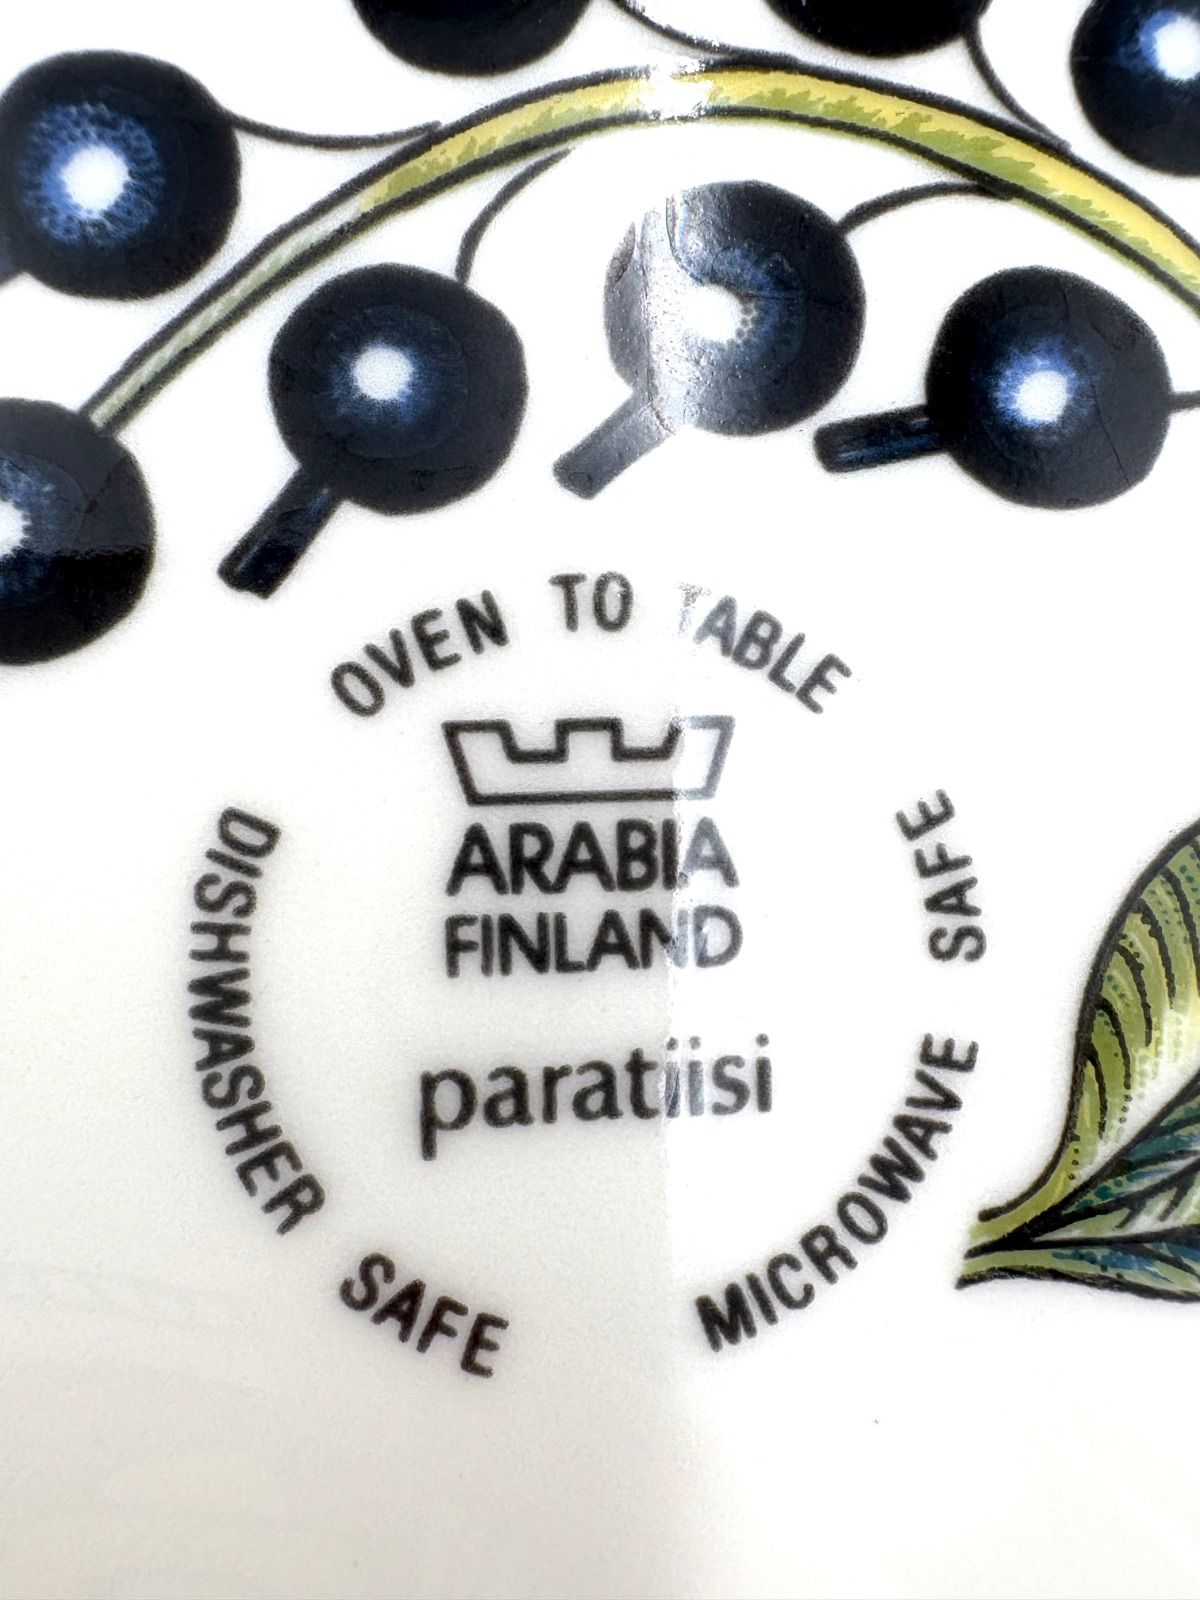 OVEN TO TABLE
ARABIA
FINLAND
paratiisi
DISHWASHER SAFE
MICROWAVE SAFE